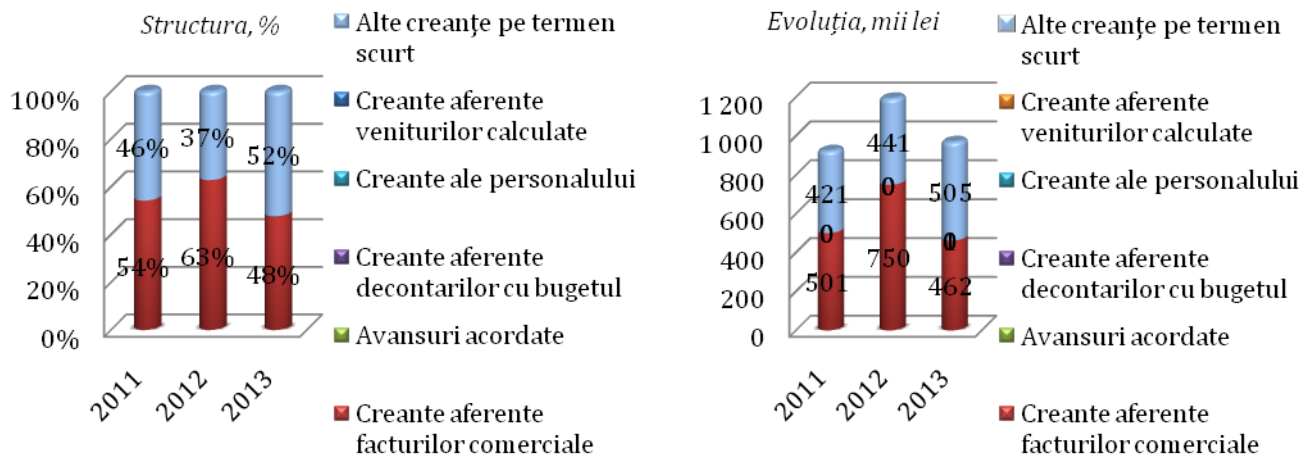 Structura, %
100%
80%
60%
40%
20%
0%
46%
37%
52%
54%
63%
48%
2011
2012
2013
Alte creanțe pe termen
scurt
Creante aferente
veniturilor calculate
Creante ale personalului
Creante aferente
decontarilor cu bugetul
Avansuri acordate
Creante aferente
facturilor comerciale
Evoluția, mii lei
1 200
1 000
800
600
400
200
0
421
441
505
0
0
501
750
462
2011
2012
2013
Alte creanțe pe termen
scurt
Creante aferente
veniturilor calculate
Creante ale personalului
Creante aferente
decontarilor cu bugetul
Avansuri acordate
Creante aferente
facturilor comerciale